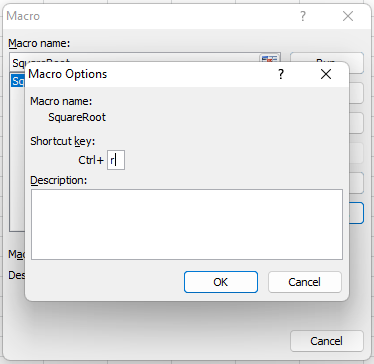 Macro
Macro name:
SquareRoot
Macro Options
Macro name:
SquareRoot
Shortcut key:
Ctrl+ r
Description:
OK Cancel
Cancel